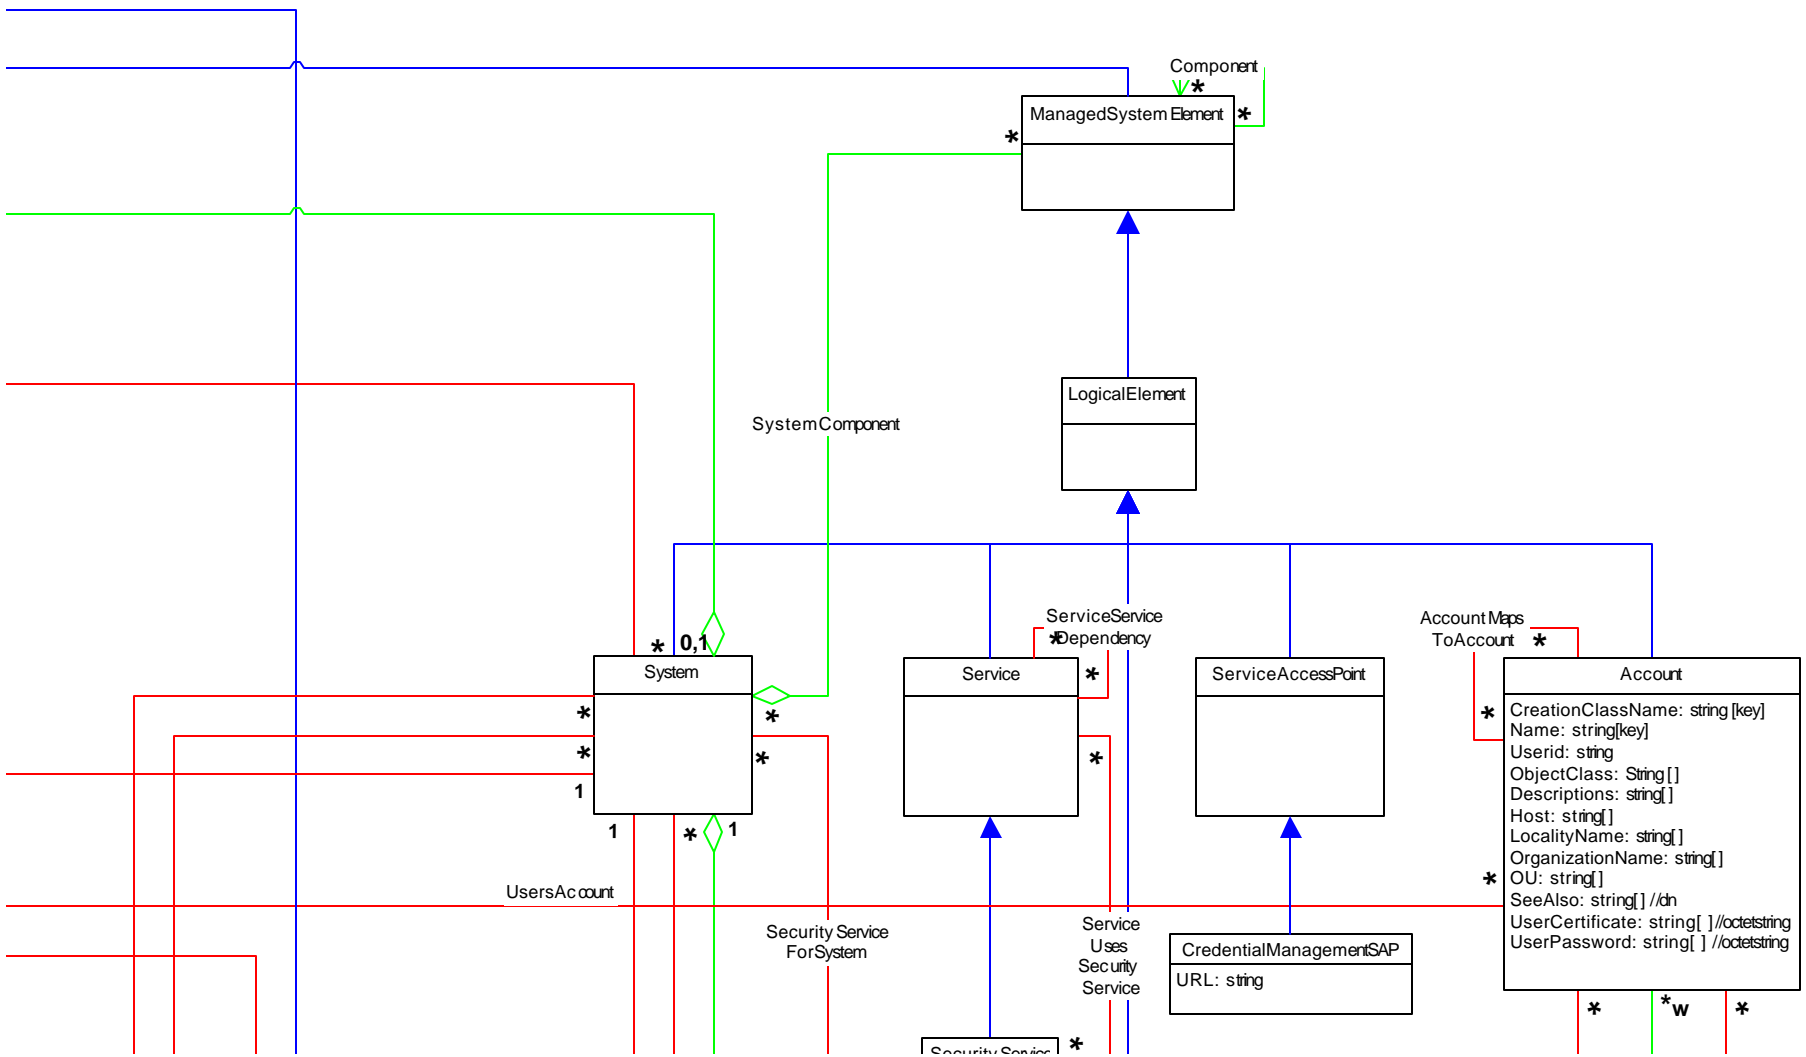 Component
*
ManagedSystem Element
*
*
LogicalElement
SystemComponent
ServiceService
*Dependency
Account Maps
ToAccount
*
* 0,1
System
Service
*
ServiceAccessPoint
Account
*
*
*
CreationClassName: string [key]
Name: string[key]
Userid: string
ObjectClass: String [ ]
Descriptions: string[ ]
Host: string[ ]
LocalityName: string[ ]
OrganizationName: string[ ]
OU: string[ ]
SeeAlso: string[ ] //dn
UserCertificate: string[ ]//octetstring
UserPassword: string[ ] //octetstring
*
*
*
1
1
*
1
*
UsersAccount
Security Service
ForSystem
Service
Uses
Security
Service
CredentialManagementSAP
URL: string
*
*w
*
Security Service
*